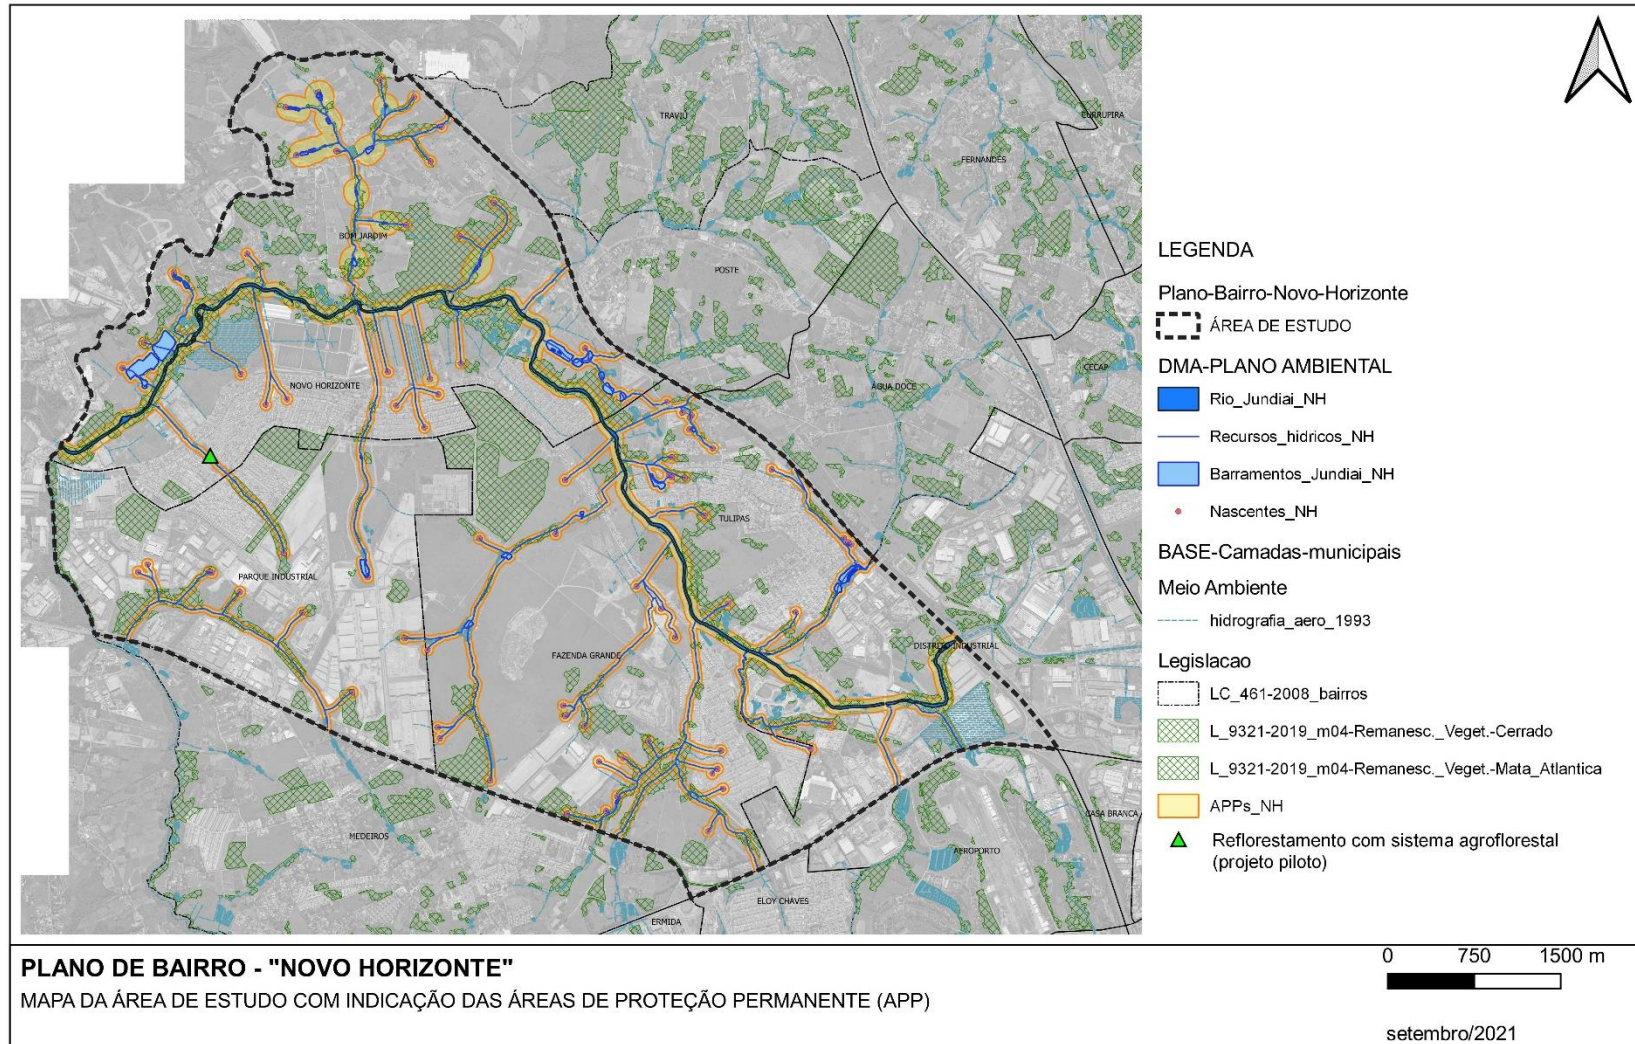 TRAVIÚ
CURRUPIRA
FERNANDES
BOM JARDIM
POSTE
CECAP
ÁGUA DOCE
NOVO HORIZONTE
TULIPAS
PARQUE INDUSTRIAL
FAZENDA GRANDE
DISTRITO INDUSTRIAL
MEDEIROS
CASA BRANCA
AEROPORTO
ELOY CHAVES
ERMIDA
LEGENDA
Plano-Bairro-Novo-Horizonte
ÁREA DE ESTUDO
DMA-PLANO AMBIENTAL
Rio_Jundiai_NH
Recursos_hidricos_NH
Barramentos_Jundiai_NH
Nascentes_NH
BASE-Camadas-municipais
Meio Ambiente
hidrografia_aero_1993
Legislacao
LC_461-2008_bairros
L_9321-2019_m04-Remanesc._Veget.-Cerrado
L_9321-2019_m04-Remanesc._Veget.-Mata_Atlantica
APPs_NH
Reflorestamento com sistema agroflorestal
(projeto piloto)
PLANO DE BAIRRO - "NOVO HORIZONTE"
MAPA DA ÁREA DE ESTUDO COM INDICAÇÃO DAS ÁREAS DE PROTEÇÃO PERMANENTE (APP)
0 750 1500 m
setembro/2021